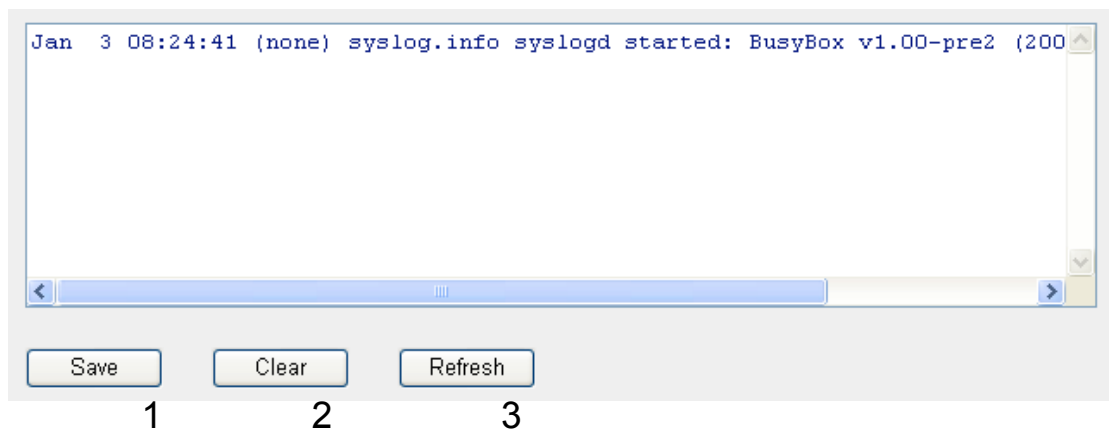 Jan  3 08:24:41 (none) syslog.info syslogd started: BusyBox v1.00-pre2 (200
Save Clear Refresh
1 2 3